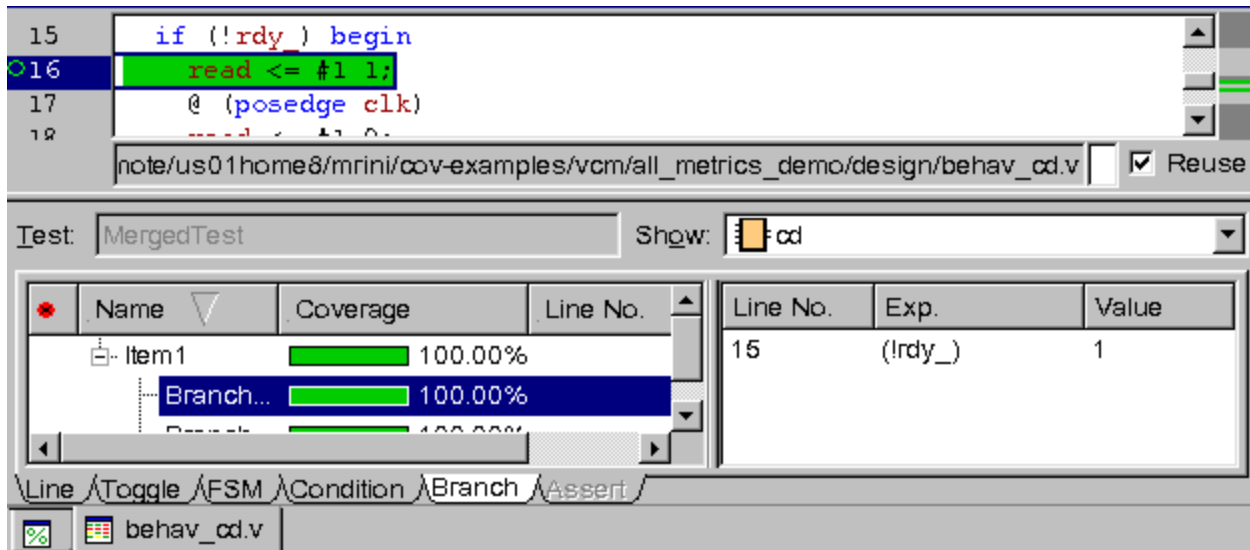 15 if (!rdy_) begin
16 read <= #1 1;
17 @ (posedge clk)
18
note/us01home8/mrini/cov-examples/vcm/all_metrics_demo/design/behav_cd.v Reuse
Test: MergedTest Show: cd
Name Coverage Line No. Line No. Exp. Value
Item1 100.00% 15 (!rdy_) 1
Branch... 100.00%
Line Toggle FSM Condition Branch Assert
behav_cd.v